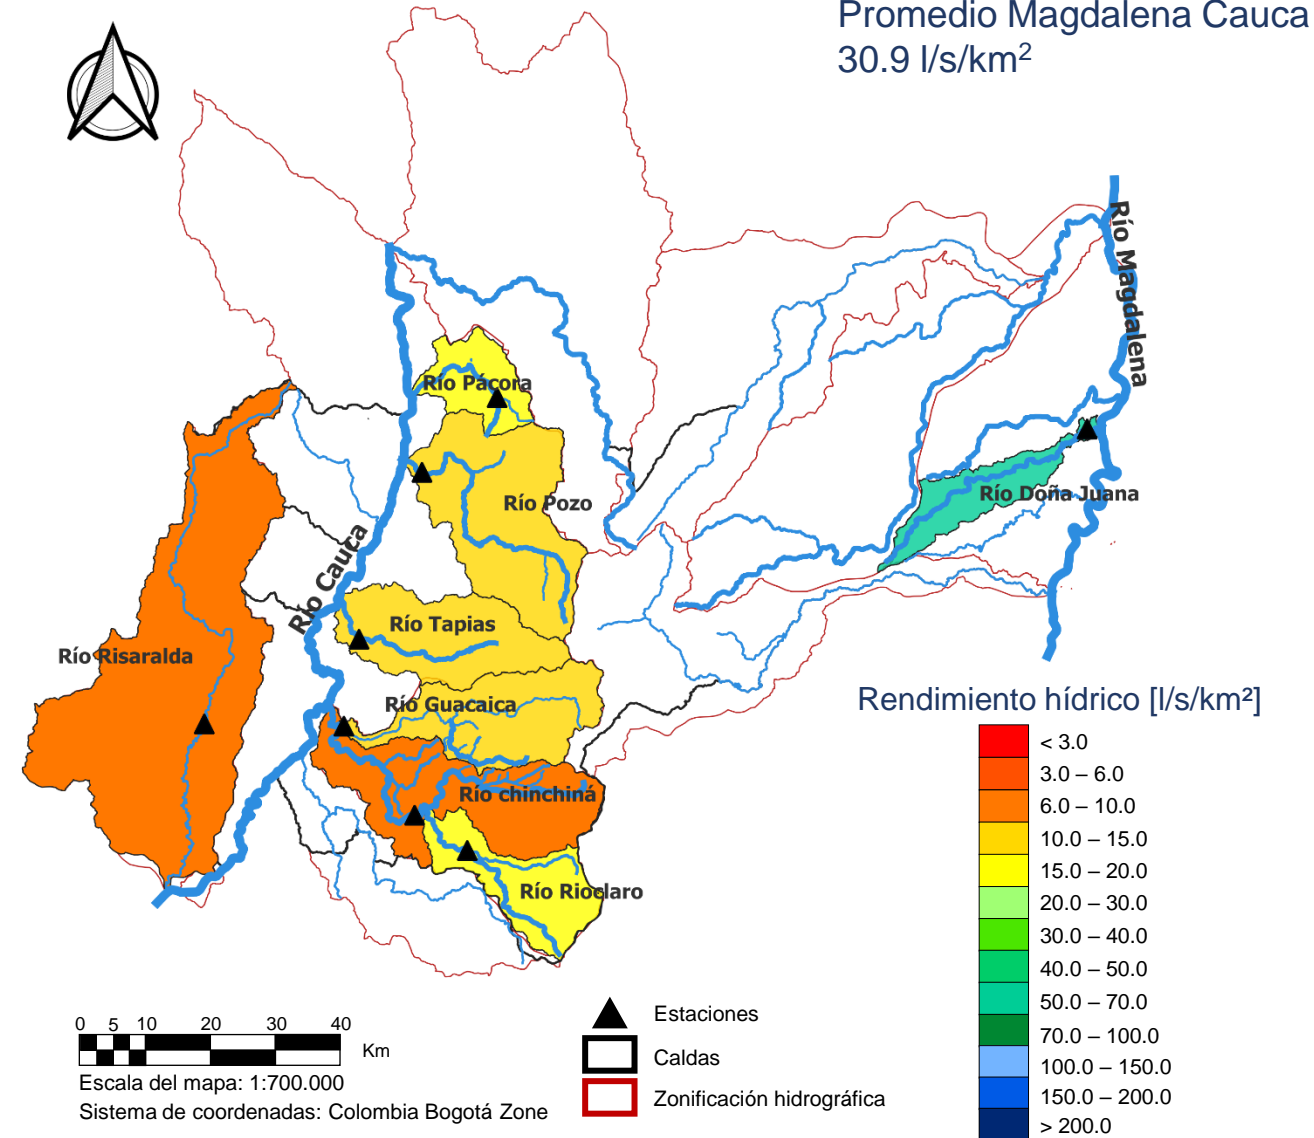 Promedio Magdalena Cauca
30.9 l/s/km²
Río Magdalena
Río Pácora
Río Pozo
Río Doña Juana
Río Cauca
Río Tapias
Río Risaralda
Río Guacaica
Río chinchiná
Río Rioclaro
Rendimiento hídrico [l/s/km²]
< 3.0
3.0 – 6.0
6.0 – 10.0
10.0 – 15.0
15.0 – 20.0
20.0 – 30.0
30.0 – 40.0
40.0 – 50.0
50.0 – 70.0
70.0 – 100.0
100.0 – 150.0
150.0 – 200.0
> 200.0
0 5 10 20 30 40
Km
Escala del mapa: 1:700.000
Sistema de coordenadas: Colombia Bogotá Zone
Estaciones
Caldas
Zonificación hidrográfica